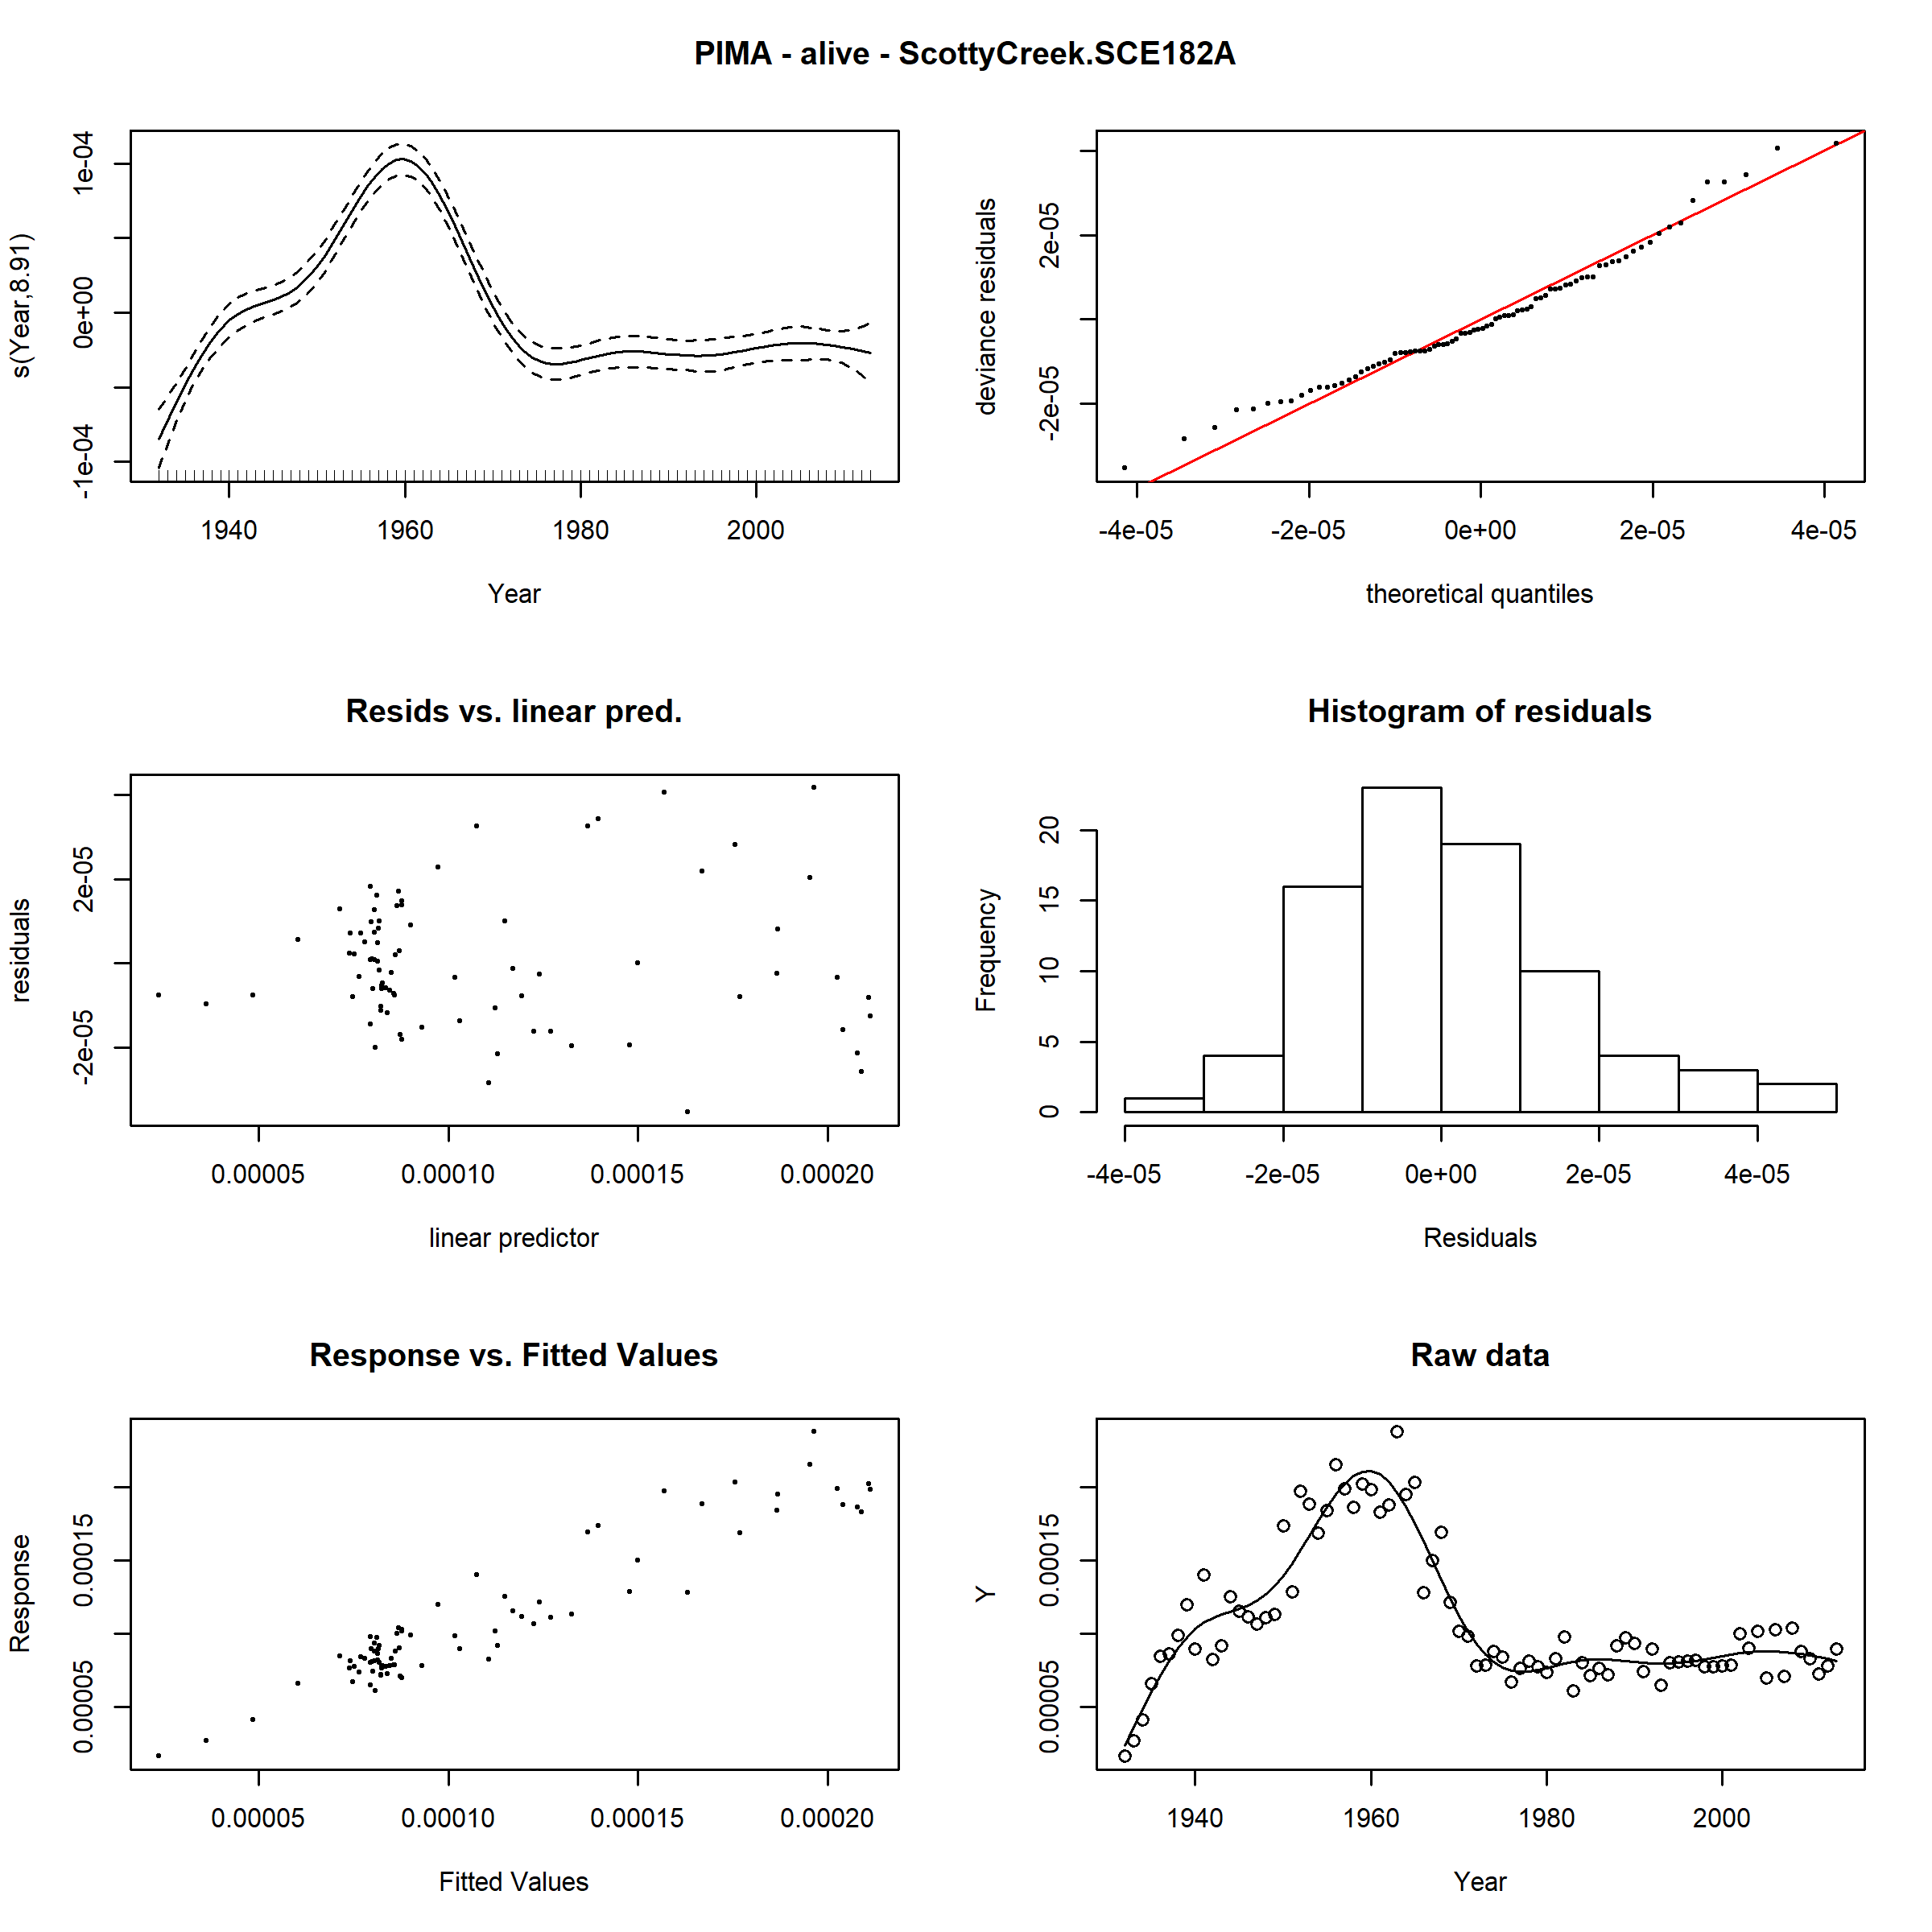 PIMA - alive - ScottyCreek.SCE182A
s(Year,8.91)
1e-04
0e+00
-1e-04
1940 1960 1980 2000
Year
deviance residuals
2e-05
-2e-05
-4e-05 -2e-05 0e+00 2e-05 4e-05
theoretical quantiles
Resids vs. linear pred.
residuals
2e-05
-2e-05
0.00005 0.00010 0.00015 0.00020
linear predictor
Histogram of residuals
Frequency
20
15
10
5
0
-4e-05 -2e-05 0e+00 2e-05 4e-05
Residuals
Response vs. Fitted Values
Response
0.00015
0.00005
0.00005 0.00010 0.00015 0.00020
Fitted Values
Raw data
Y
0.00015
0.00005
1940 1960 1980 2000
Year